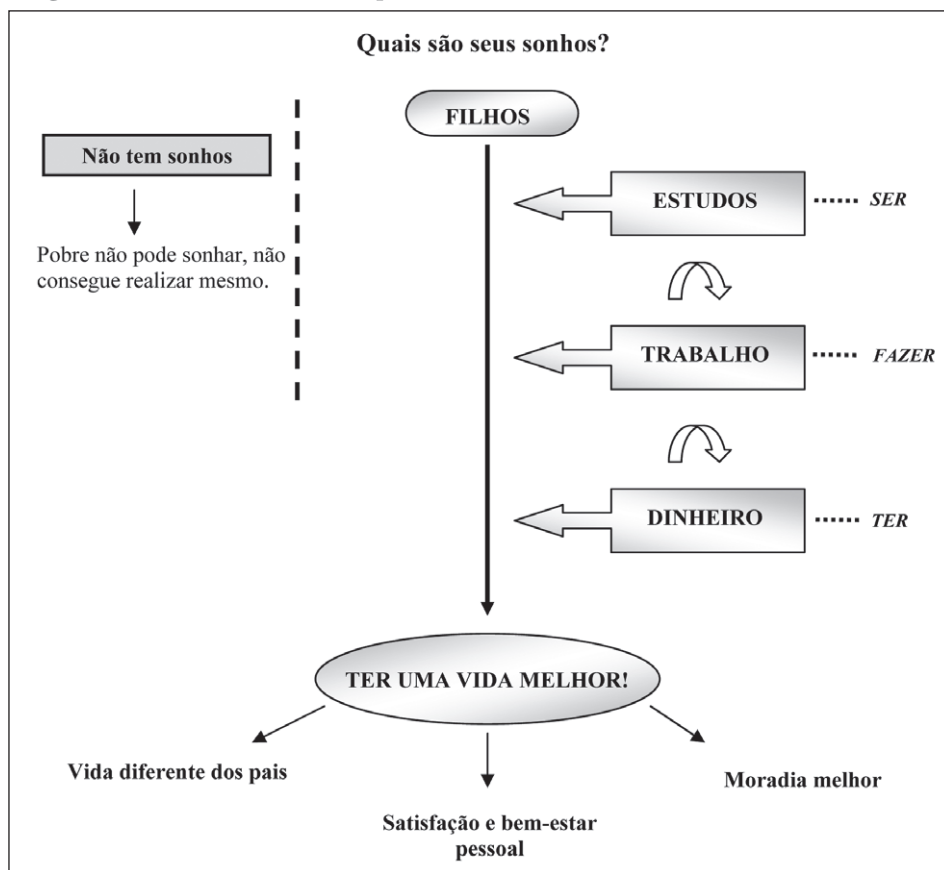 Quais são seus sonhos?
FILHOS
Não tem sonhos
Pobre não pode sonhar, não
consegue realizar mesmo.
ESTUDOS
SER
TRABALHO
FAZER
DINHEIRO
TER
TER UMA VIDA MELHOR!
Vida diferente dos pais
Moradia melhor
Satisfação e bem-estar
pessoal